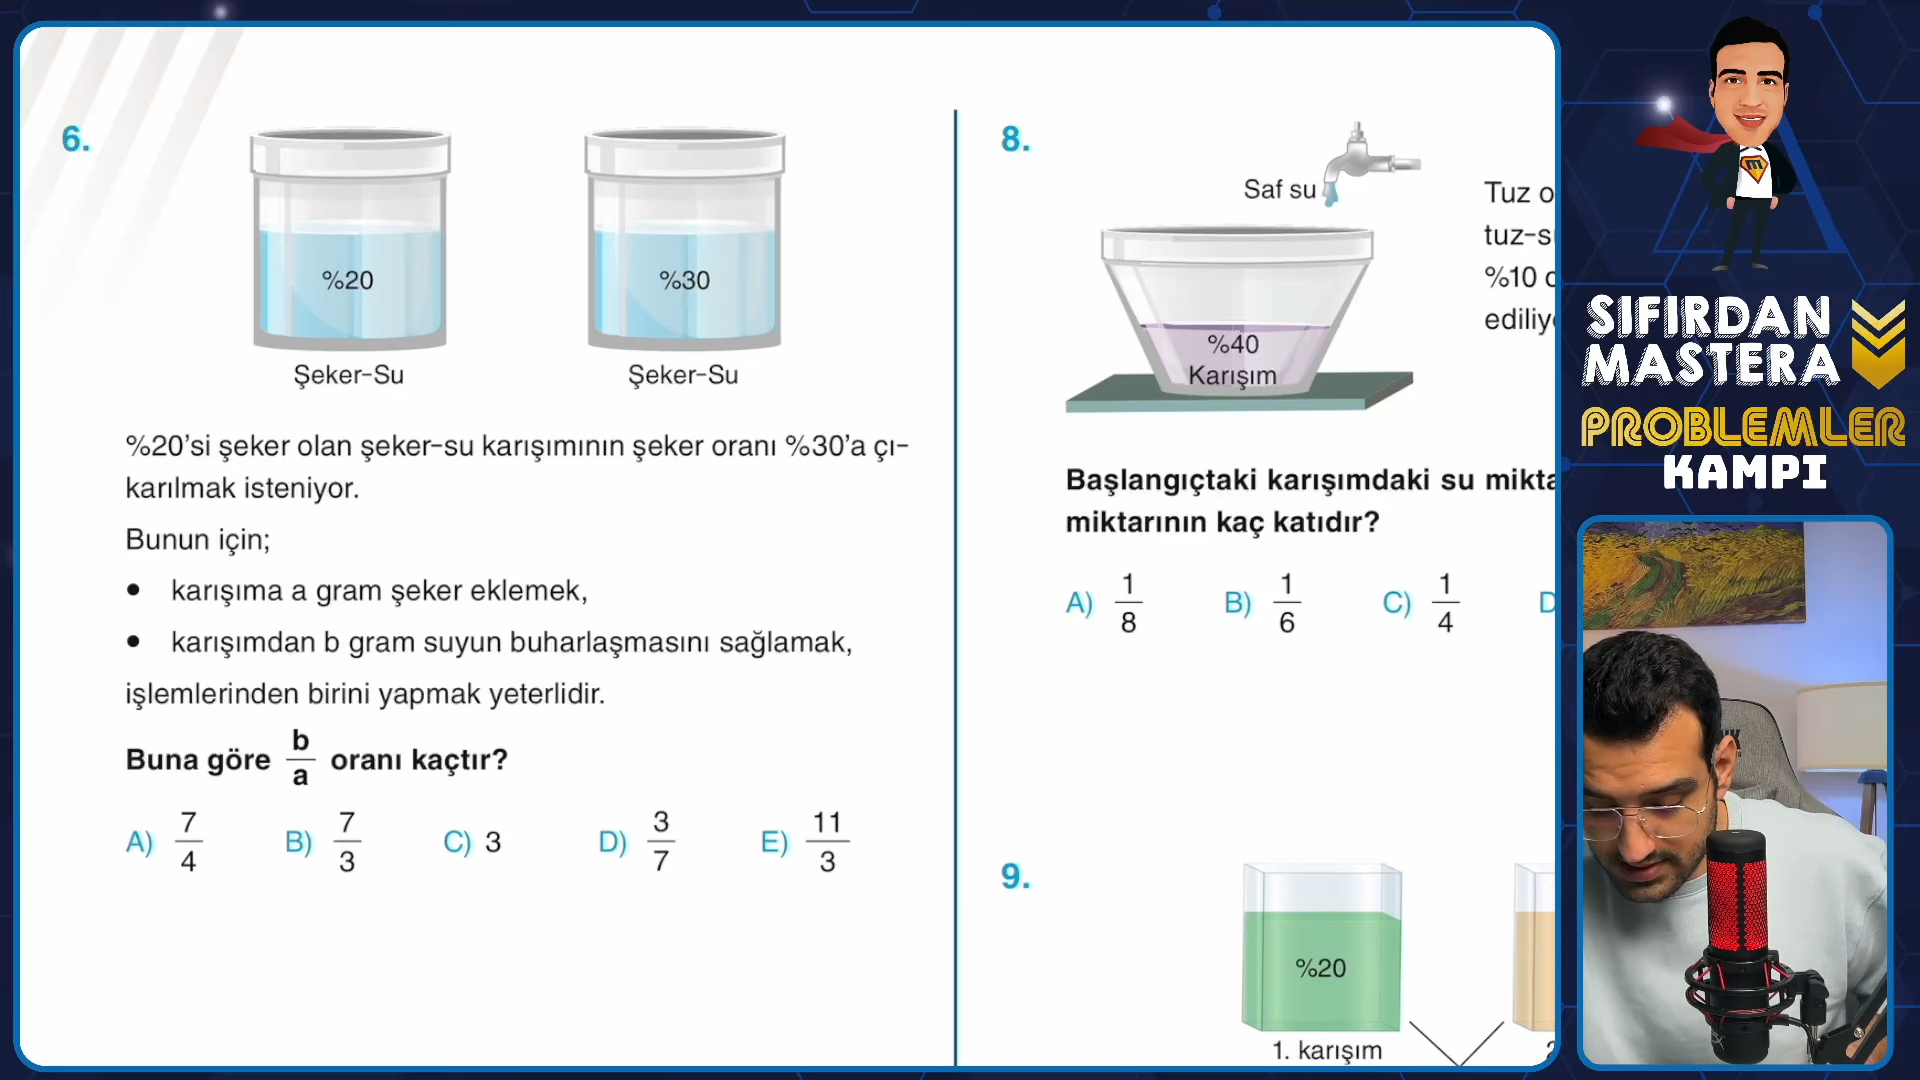 6.
%20
%30
Şeker-Su
Şeker-Su
%20'si şeker olan şeker-su karışımının şeker oranı %30'a çı-
karılmak isteniyor.
Bunun için;
• karışıma a gram şeker eklemek,
• karışımdan b gram suyun buharlaşmasını sağlamak,
işlemlerinden birini yapmak yeterlidir.
Buna göre b/a oranı kaçtır?
A) 7/4 B) 7/3 C) 3 D) 3/7 E) 11/3
8.
Saf su
%40
Karışım
Tuz o
tuz-s
%10
ediliy
Başlangıçtaki karışımdaki su mikta
miktarının kaç katıdır?
A) 1/8 B) 1/6 C) 1/4 D
9.
%20
1. karışım
SIFIRDAN
MASTERA
PROBLEMLER
KAMPI